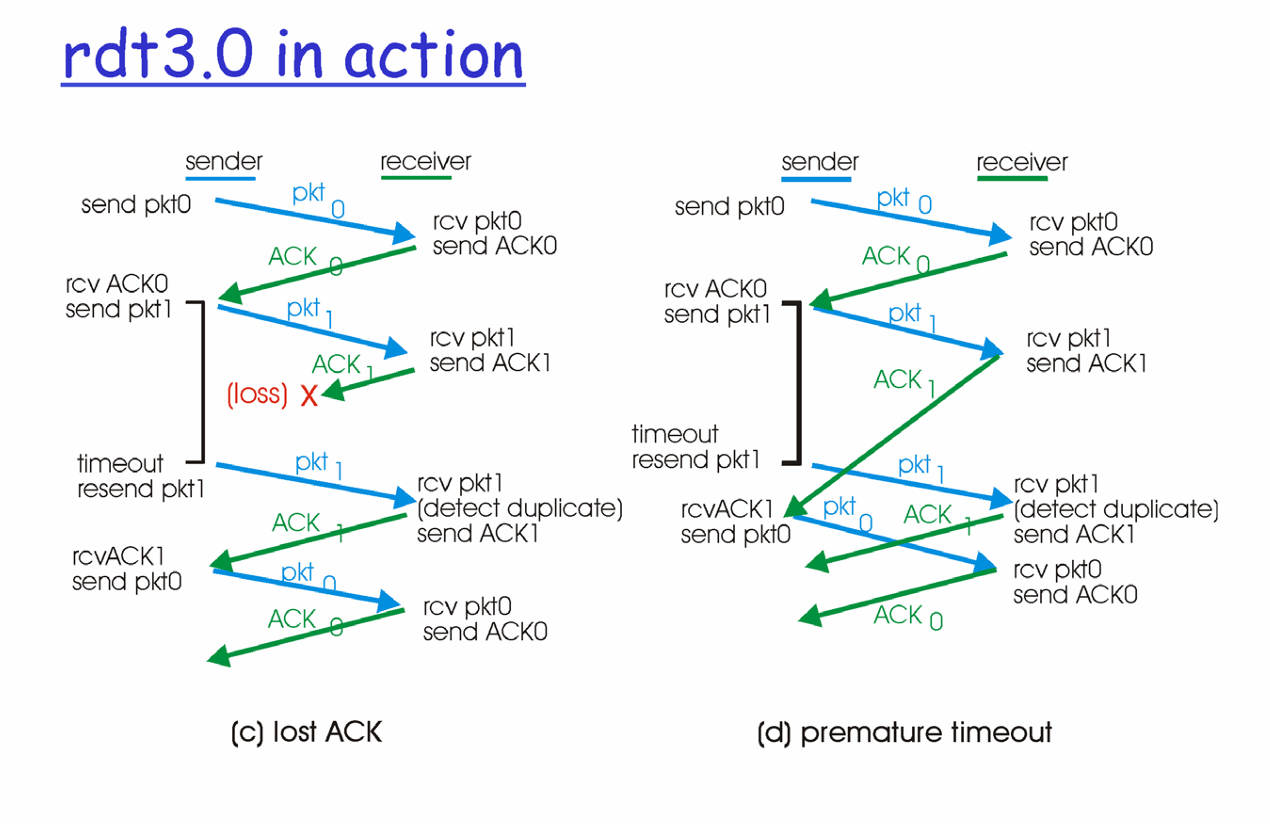 rdt3.0 in action
sender
receiver
send pkt0
pkt 0
rcv pkt0
send ACK0
ACK 0
rcv ACK0
send pkt1
pkt 1
rcv pkt1
send ACK1
ACK 1
(loss) X
timeout
resend pkt1
pkt 1
rcv pkt1
(detect duplicate)
send ACK1
ACK 1
rcvACK1
send pkt0
pkt 0
rcv pkt0
send ACK0
ACK 0
(c) lost ACK
sender
receiver
send pkt0
pkt 0
rcv pkt0
send ACK0
ACK 0
rcv ACK0
send pkt1
pkt 1
rcv pkt1
send ACK1
ACK 1
timeout
resend pkt1
pkt 1
rcv pkt1
(detect duplicate)
send ACK1
rcvACK1
send pkt0
pkt 0
ACK 1
rcv pkt0
send ACK0
ACK 0
(d) premature timeout